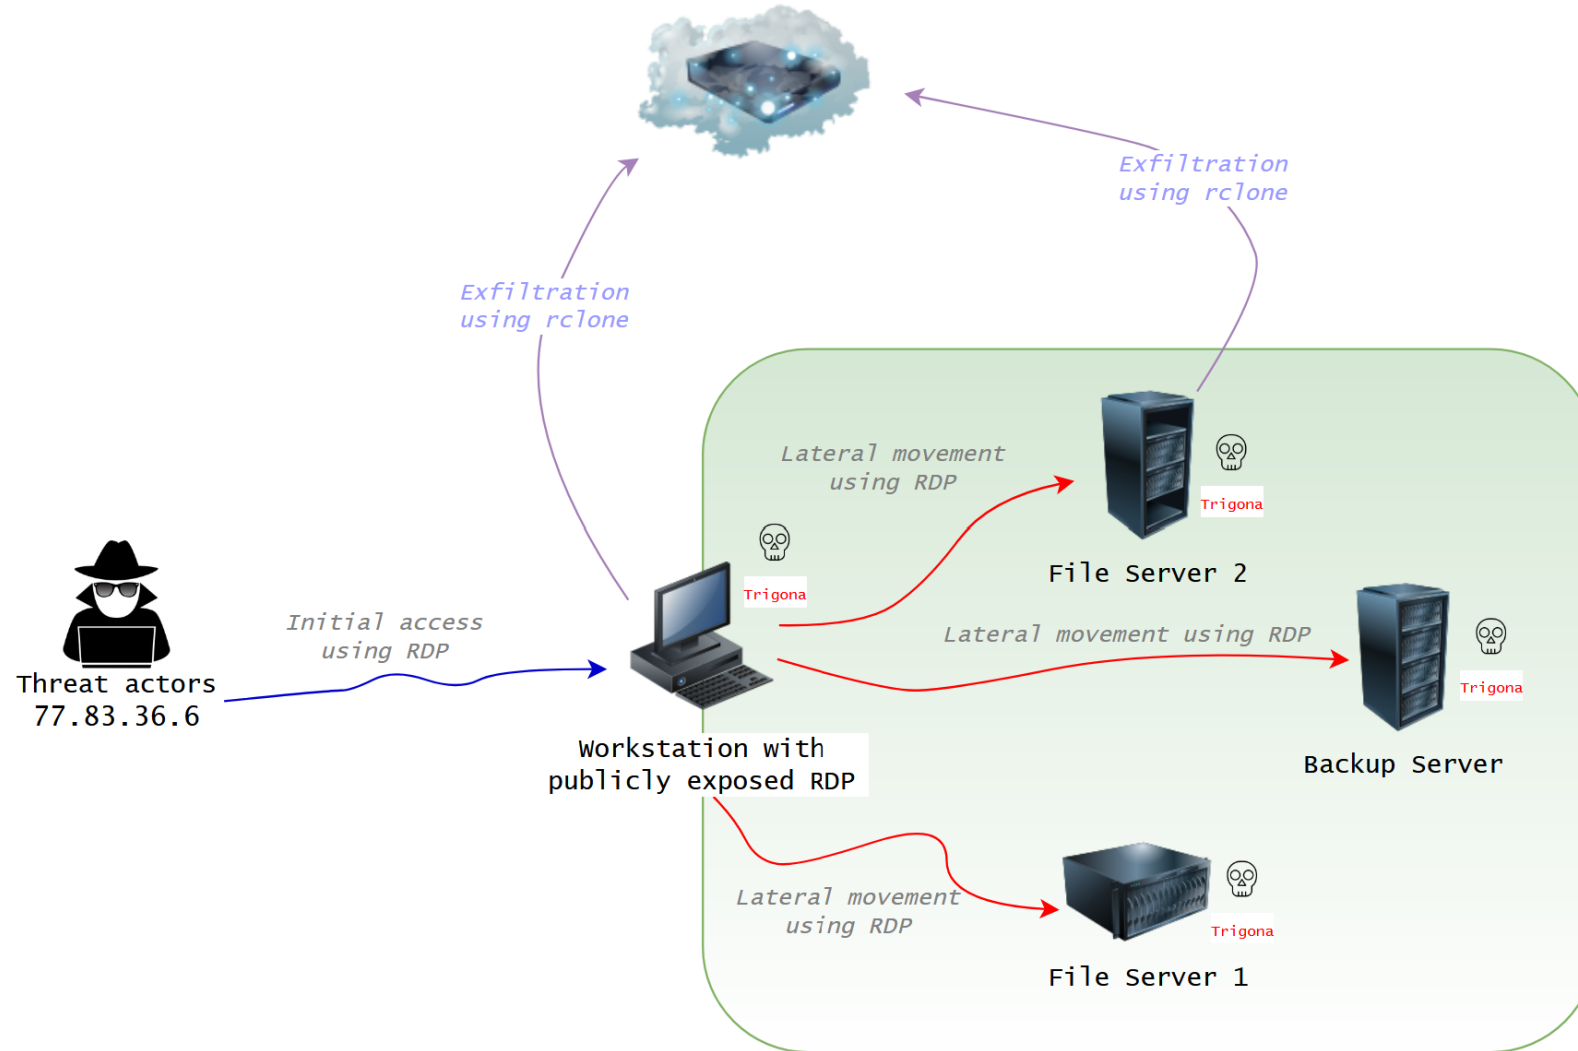 Exfiltration
using rclone
Exfiltration
using rclone
Lateral movement
using RDP
Trigona
File Server 2
Trigona
Initial access
using RDP
Lateral movement using RDP
Trigona
Threat actors
77.83.36.6
Workstation with
publicly exposed RDP
Backup Server
Lateral movement
using RDP
Trigona
File Server 1